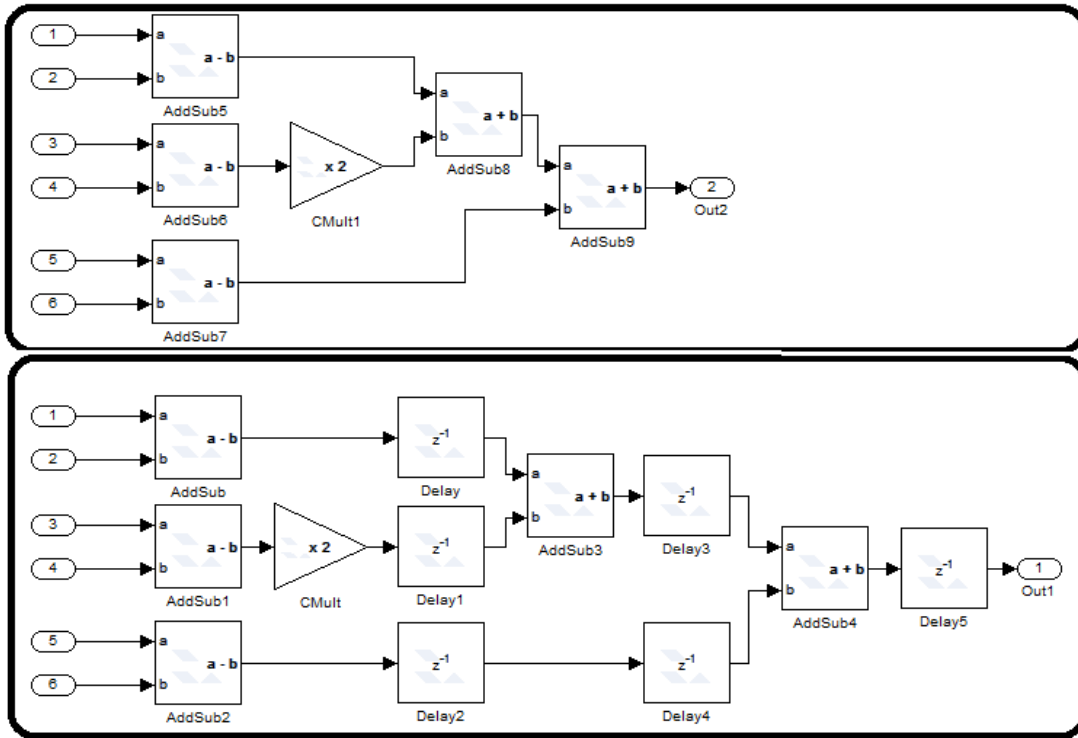 1
a
a - b
2
b
AddSub5
a
a + b
b
AddSub8
3
a
a - b
4
b
AddSub6
x 2
CMult1
a
a + b
b
AddSub9
2
Out2
5
a
a - b
6
b
AddSub7
1
a
a - b
2
b
AddSub
z-1
Delay
a
a + b
b
AddSub3
z-1
Delay3
3
a
a - b
4
b
AddSub1
x 2
CMult
z-1
Delay1
a
a + b
b
AddSub4
z-1
Delay5
1
Out1
5
a
a - b
6
b
AddSub2
z-1
Delay2
z-1
Delay4